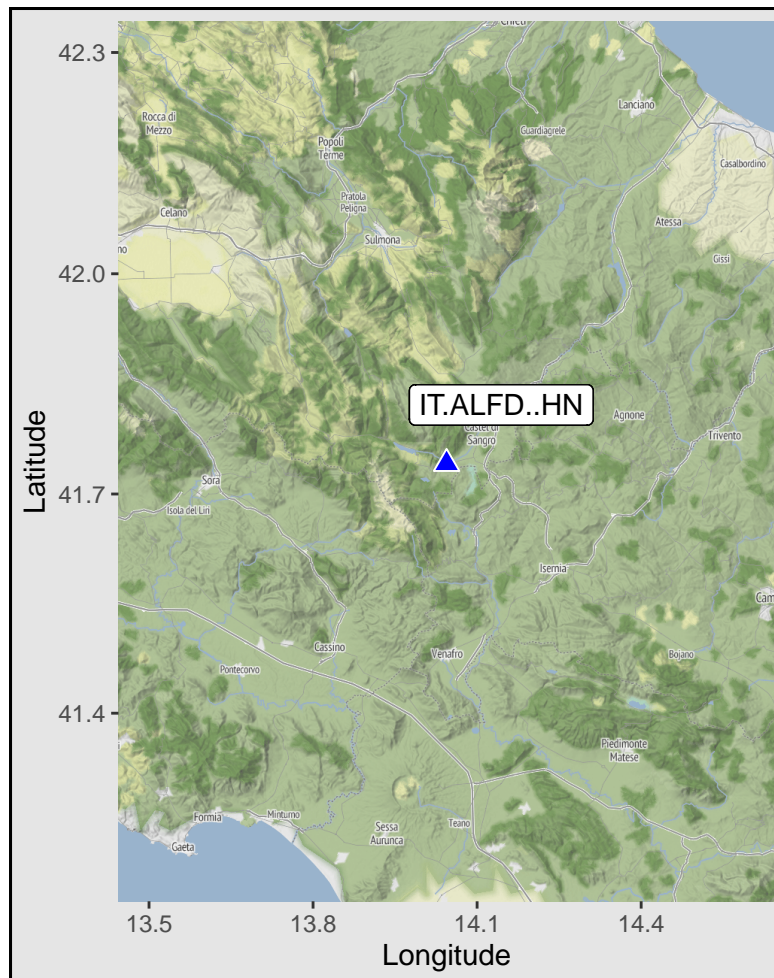 Chieti
42.3
Lanciano
Rocca di
Mezzo
Guardiagrele
Popoli
Terme
Casalbordino
Pratola
Peligna
Celano
Atessa
Sulmona
no
Gissi
42.0
IT.ALFD..HN
Agnone
Castel di
Sangro
Trivento
Latitude
41.7
Sora
Isola del Liri
Isernia
Cam
Cassino
Venafro
Bojano
Pontecorvo
41.4
Piedimonte
Matese
Formia
Minturno
Sessa
Aurunca
Teano
Gaeta
13.5
13.8
14.1
14.4
Longitude